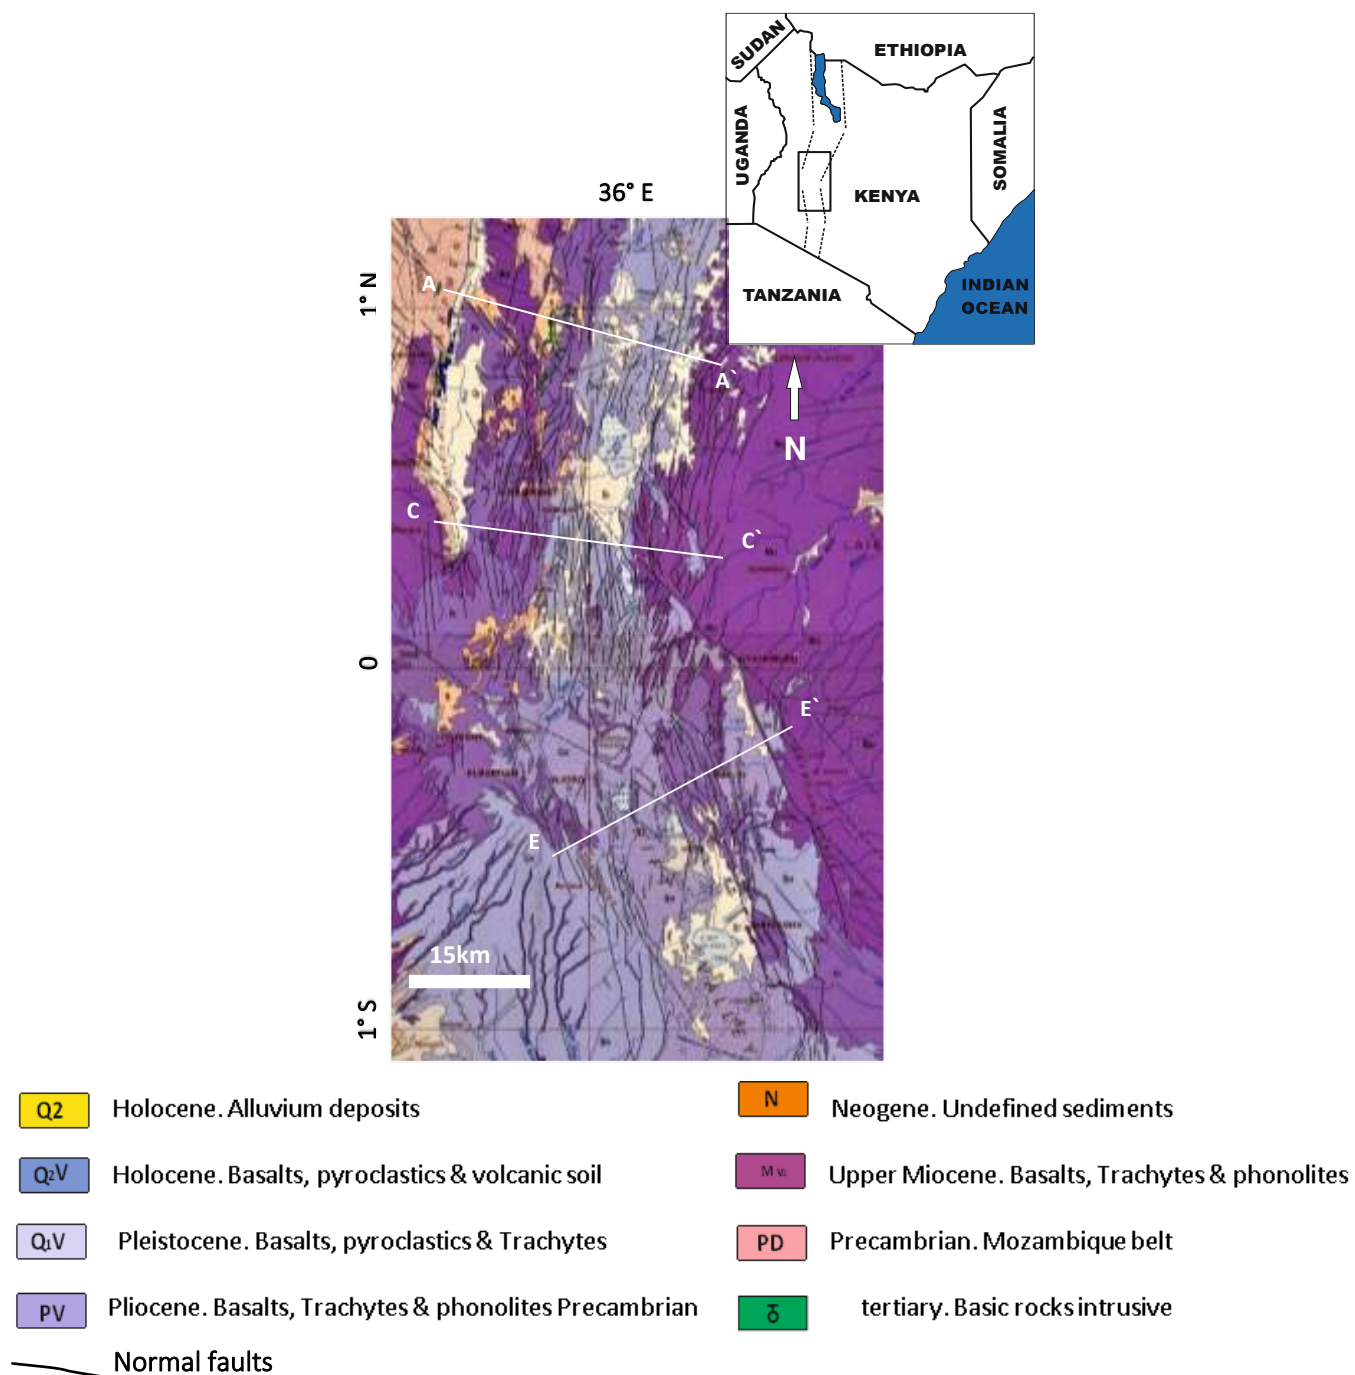 SUDAN
ETHIOPIA
UGANDA
SOMALIA
KENYA
TANZANIA
INDIAN
OCEAN
36° E
1° N
A
A`
N
C
C`
0
E`
E
15km
1° S
Q2 Holocene. Alluvium deposits
N Neogene. Undefined sediments
Q2V Holocene. Basalts, pyroclastics & volcanic soil
Upper Miocene. Basalts, Trachytes & phonolites
Q1V Pleistocene. Basalts, pyroclastics & Trachytes
PD Precambrian. Mozambique belt
PV Pliocene. Basalts, Trachytes & phonolites Precambrian
δ tertiary. Basic rocks intrusive
Normal faults